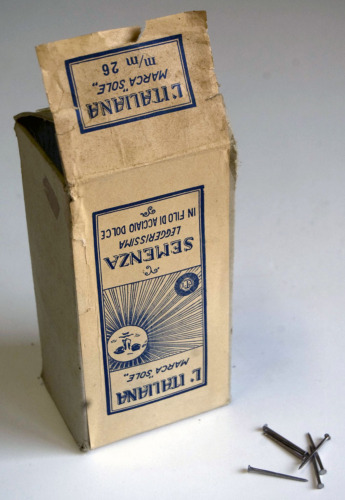 L'ITALIANA
MARCA "SOLE„
SEMENZA
LEGGERISSIMA
IN FILO DI ACCIAIO DOLCE
L'ITALIANA
MARCA "SOLE„
m/m 26